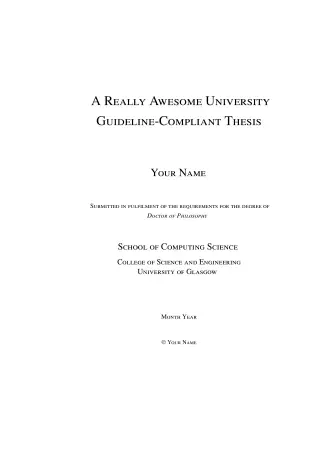 A Really Awesome University
Guideline-Compliant Thesis
Your Name
Submitted in fulfilment of the requirements for the degree of
Doctor of Philosophy
School of Computing Science
College of Science and Engineering
University of Glasgow
Month Year
© Your Name